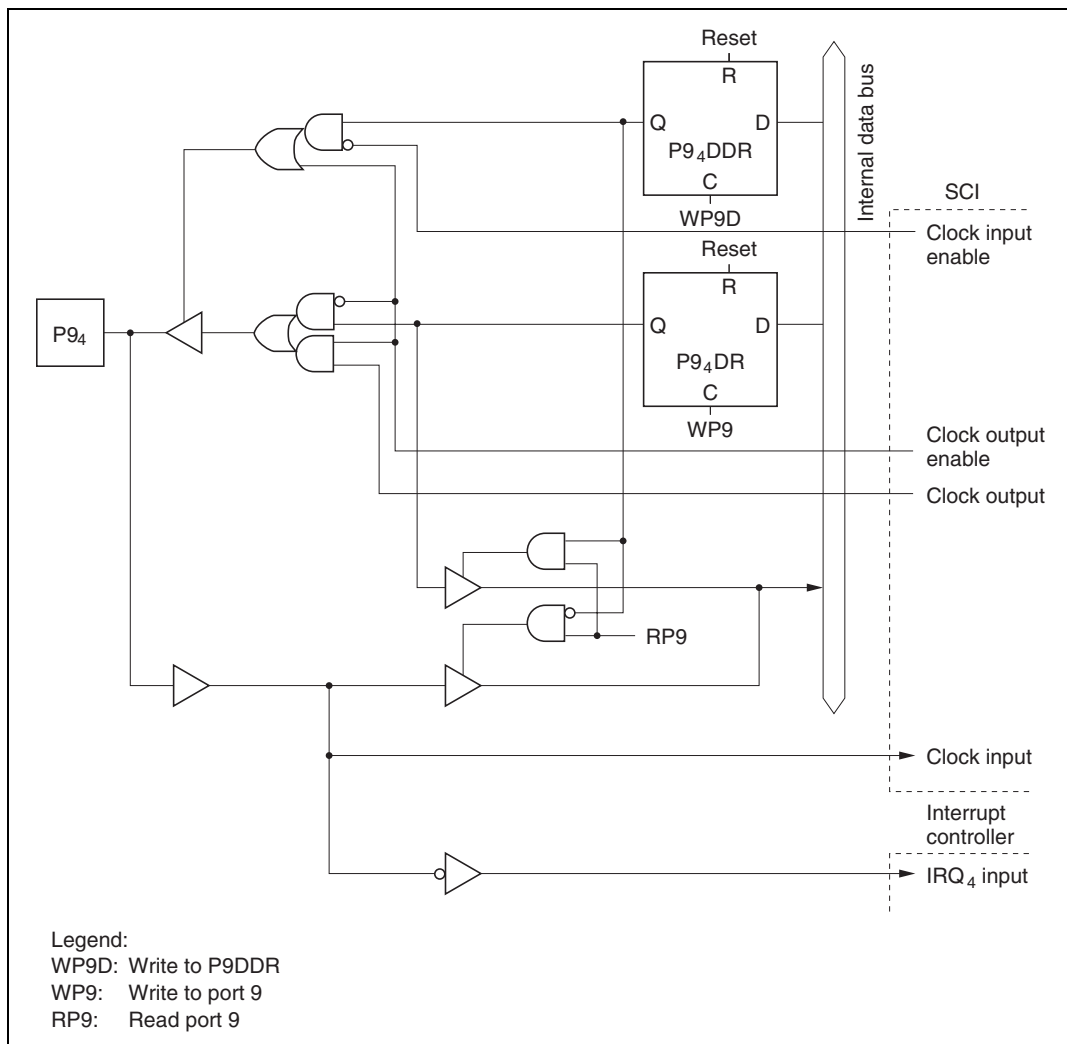 Reset
R
Q D
P9₄DDR
C
WP9D
Internal data bus
SCI
Clock input
enable
Reset
R
P9₄
Q D
P9₄DR
C
WP9
Clock output
enable
Clock output
RP9
Clock input
Interrupt
controller
IRQ₄ input
Legend:
WP9D: Write to P9DDR
WP9: Write to port 9
RP9: Read port 9